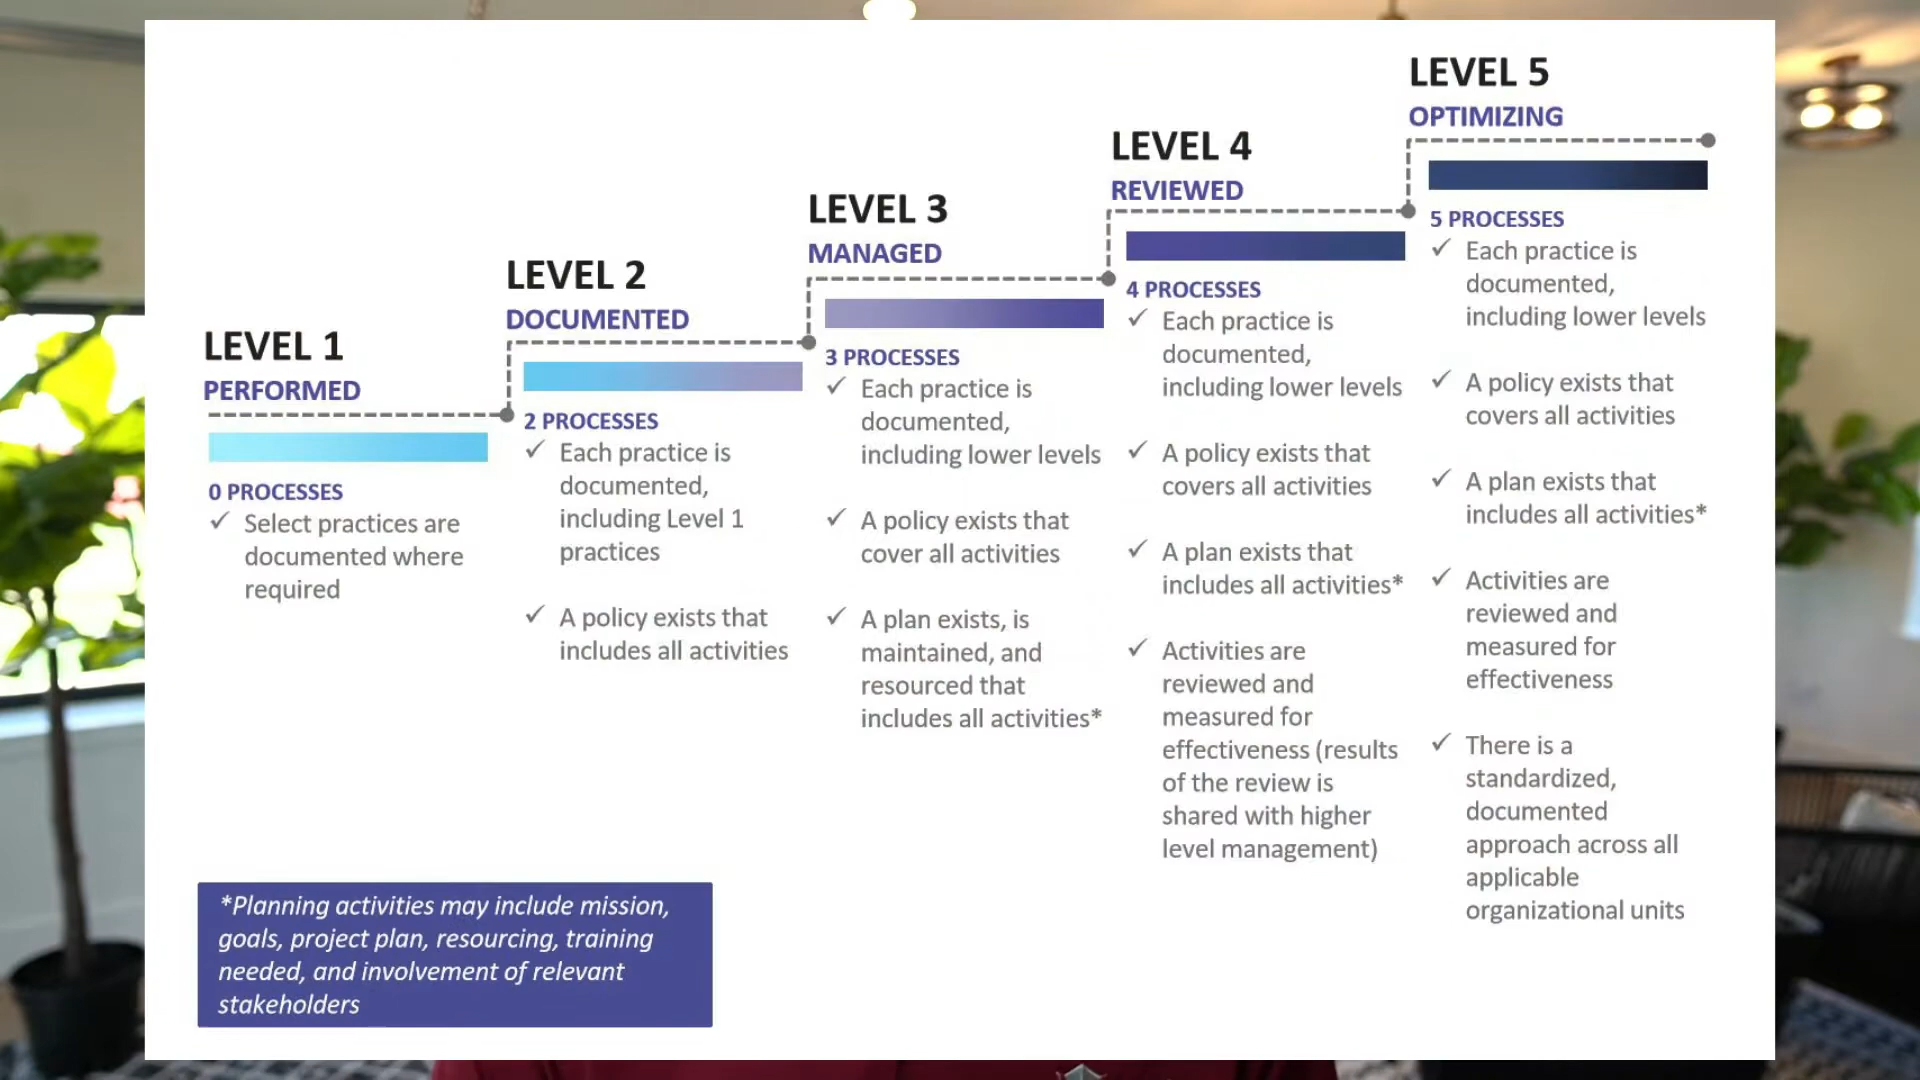 LEVEL 1
PERFORMED
0 PROCESSES
✓ Select practices are
documented where
required
LEVEL 2
DOCUMENTED
2 PROCESSES
✓ Each practice is
documented,
including Level 1
practices
✓ A policy exists that
includes all activities
LEVEL 3
MANAGED
3 PROCESSES
✓ Each practice is
documented,
including lower levels
✓ A policy exists that
cover all activities
✓ A plan exists, is
maintained, and
resourced that
includes all activities*
LEVEL 4
REVIEWED
4 PROCESSES
✓ Each practice is
documented,
including lower levels
✓ A policy exists that
covers all activities
✓ A plan exists that
includes all activities*
✓ Activities are
reviewed and
measured for
effectiveness (results
of the review is
shared with higher
level management)
LEVEL 5
OPTIMIZING
5 PROCESSES
✓ Each practice is
documented,
including lower levels
✓ A policy exists that
covers all activities
✓ A plan exists that
includes all activities*
✓ Activities are
reviewed and
measured for
effectiveness
✓ There is a
standardized,
documented
approach across all
applicable
organizational units
*Planning activities may include mission,
goals, project plan, resourcing, training
needed, and involvement of relevant
stakeholders